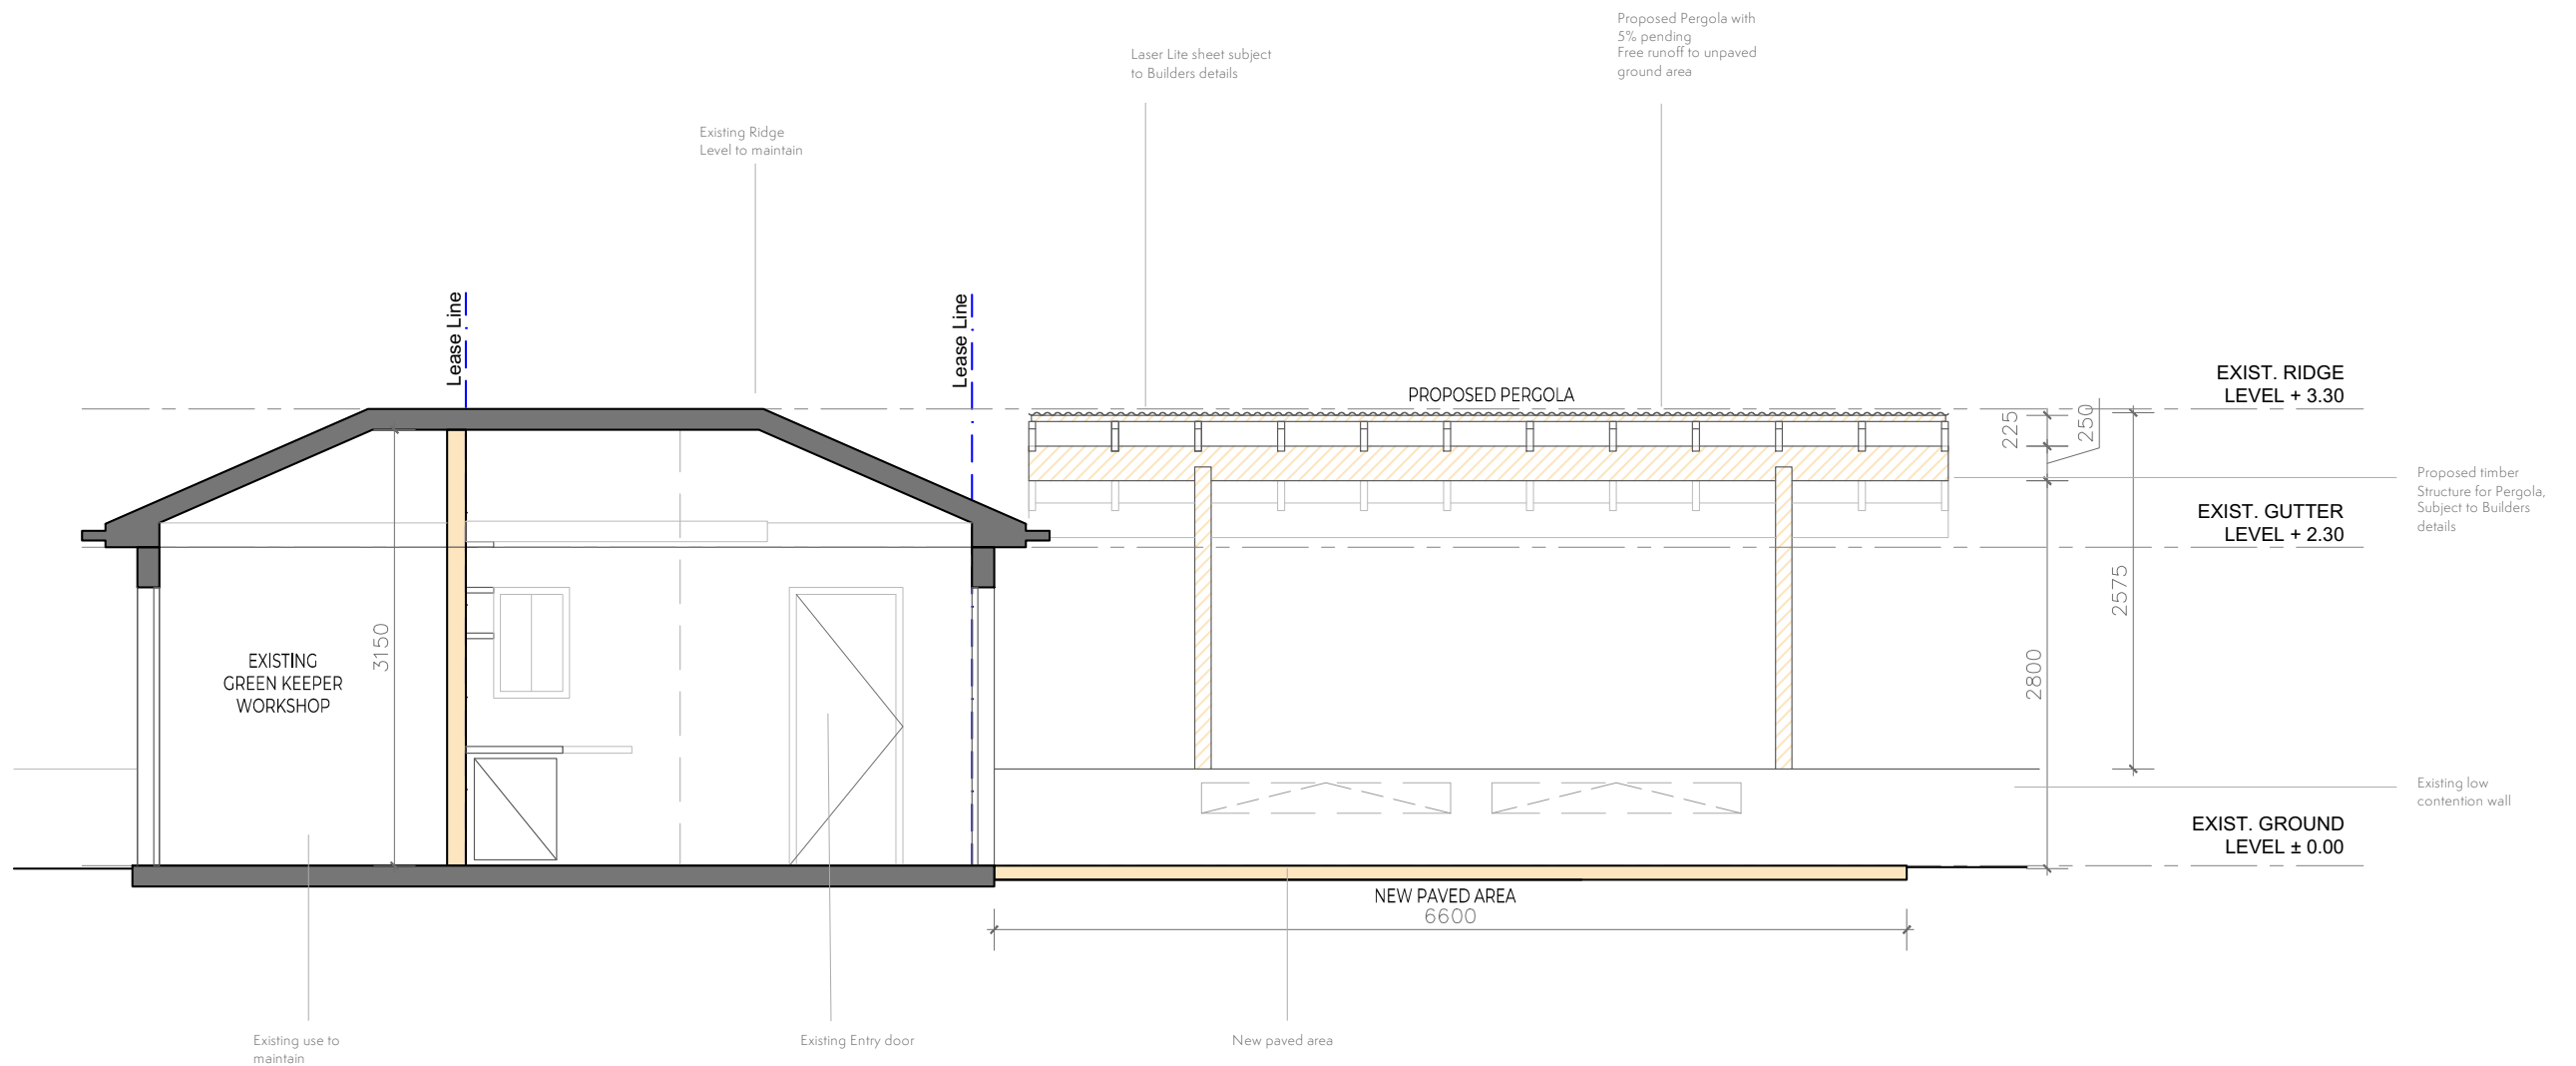 Proposed Pergola with
5% pending
Free runoff to unpaved
ground area
Laser Lite sheet subject
to Builders details
Existing Ridge
Level to maintain
Lease Line
Lease Line
PROPOSED PERGOLA
EXIST. RIDGE
LEVEL + 3.30
225
250
Proposed timber
Structure for Pergola,
Subject to Builders
details
EXIST. GUTTER
LEVEL + 2.30
2575
3150
2800
EXISTING
GREEN KEEPER
WORKSHOP
Existing low
contention wall
EXIST. GROUND
LEVEL ± 0.00
NEW PAVED AREA
6600
Existing use to
maintain
Existing Entry door
New paved area